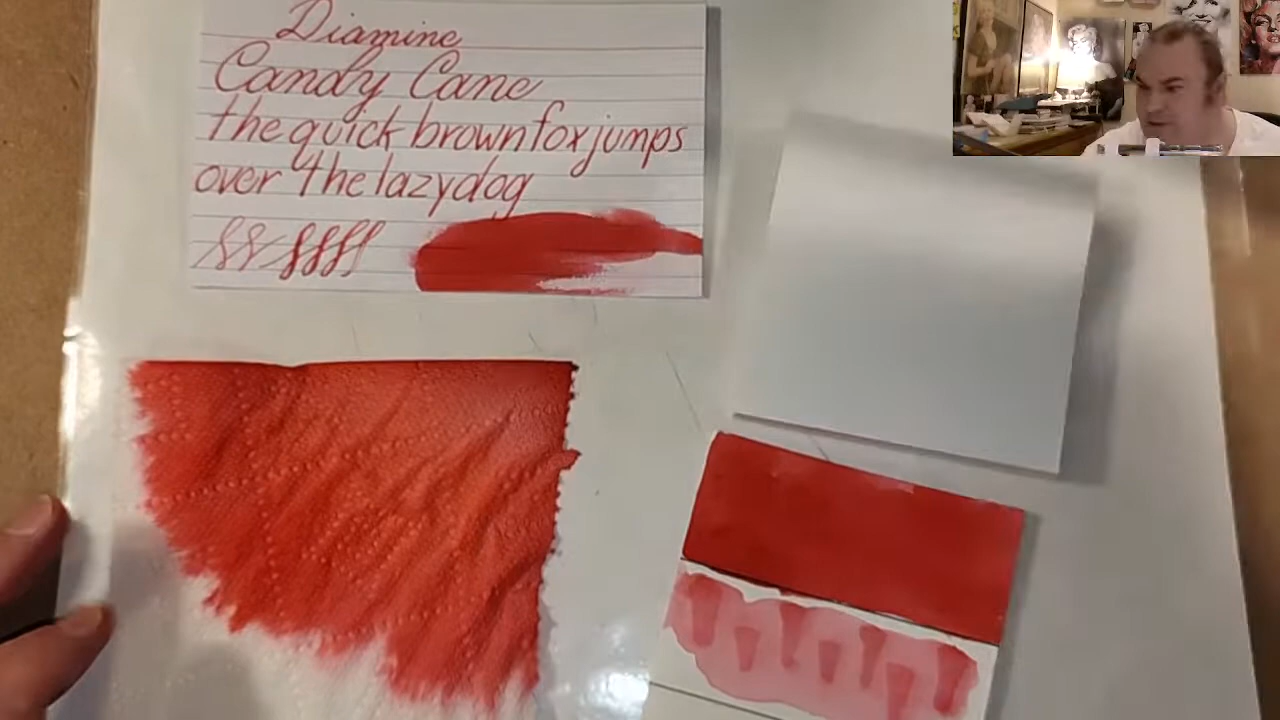 Diamine
Candy Cane
the quick brown fox jumps
over the lazy dog